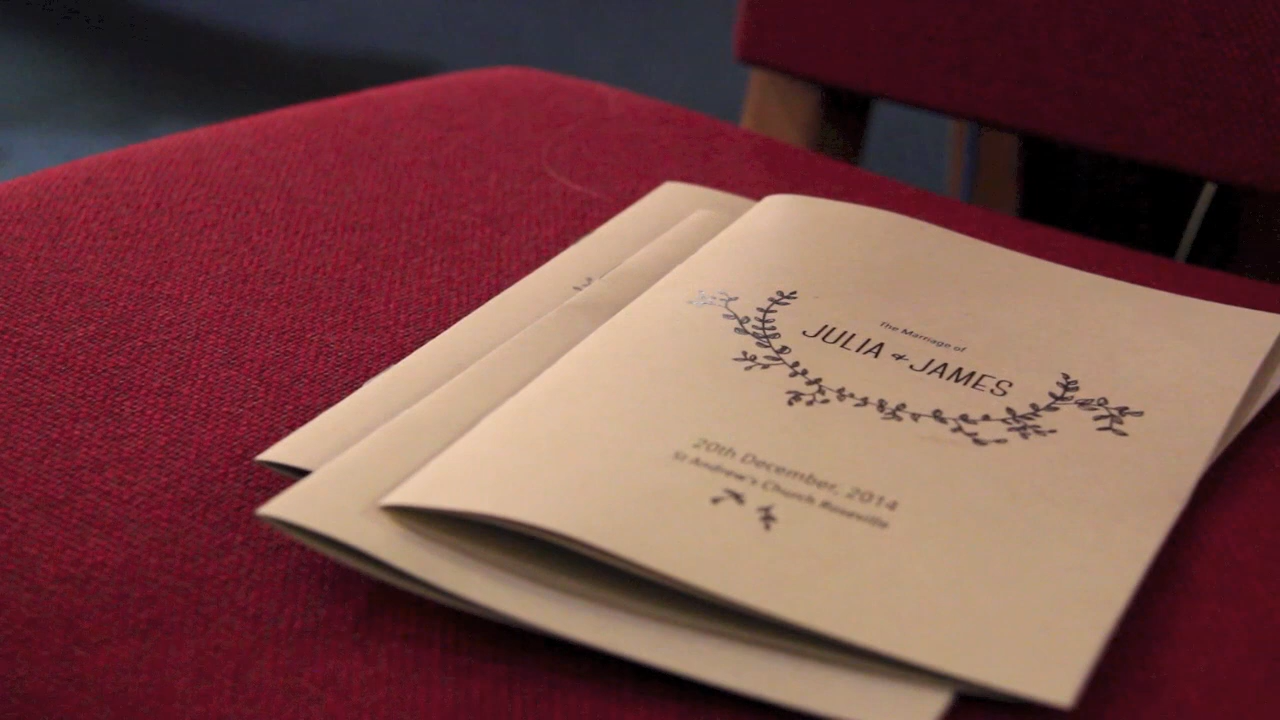 The Marriage of
JULIA & JAMES
20th December, 2014
St Andrew's Church Roseville